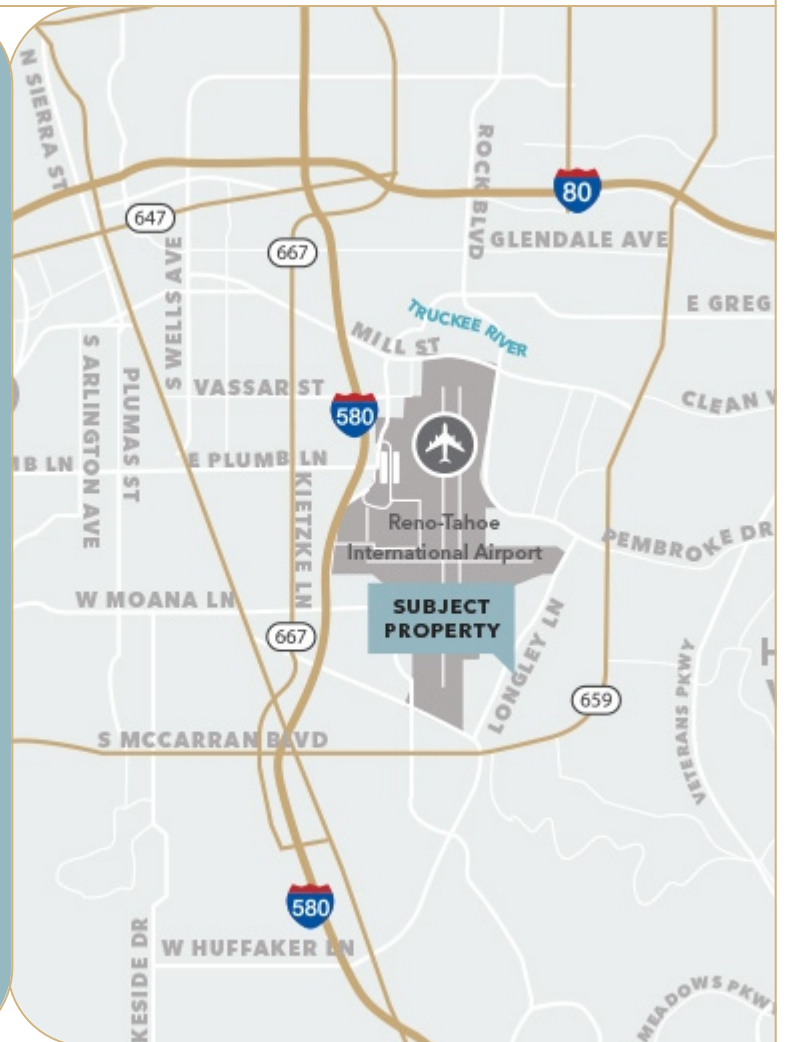 N SIERRA ST
647
667
S WELLS AVE
ROCK BLVD
80
GLENDALE AVE
E GREG
TRUCKEE RIVER
MILL ST
S ARLINGTON AVE
PLUMAS ST
VASSAR ST
580
CLEAN
MB LN
E PLUMB LN
KIETZKE LN
Reno-Tahoe
International Airport
PEMBROKE DR
W MOANA LN
SUBJECT
PROPERTY
LONGLEY LN
667
659
VETERANS PKWY
H
S MCCARRAN BLVD
580
KESIDE DR
W HUFFAKER LN
MEADOWS PKWY